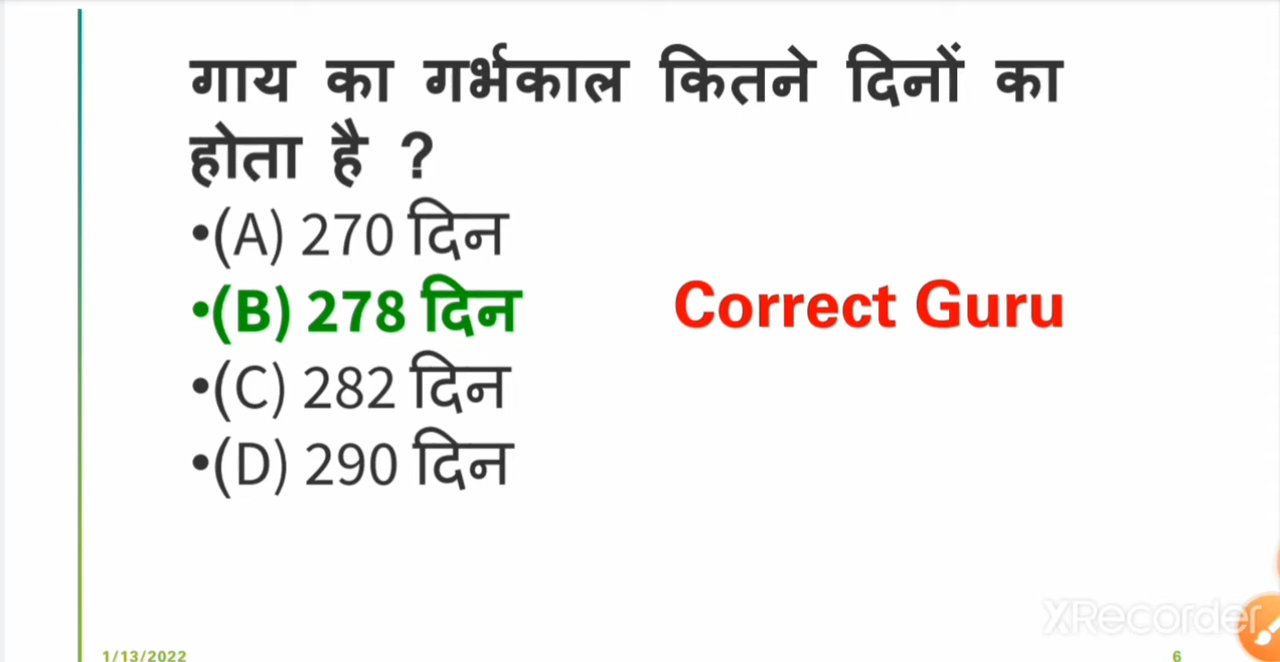 गाय का गर्भकाल कितने दिनों का
होता है ?
•(A) 270 दिन
•(B) 278 दिन
Correct Guru
•(C) 282 दिन
•(D) 290 दिन
XRecorder
1/13/2022
6